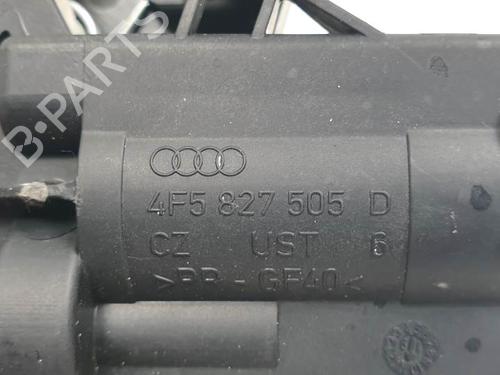 B-PARTS
4F5 827 505 D
CZ UST 6
>PP - GF40<